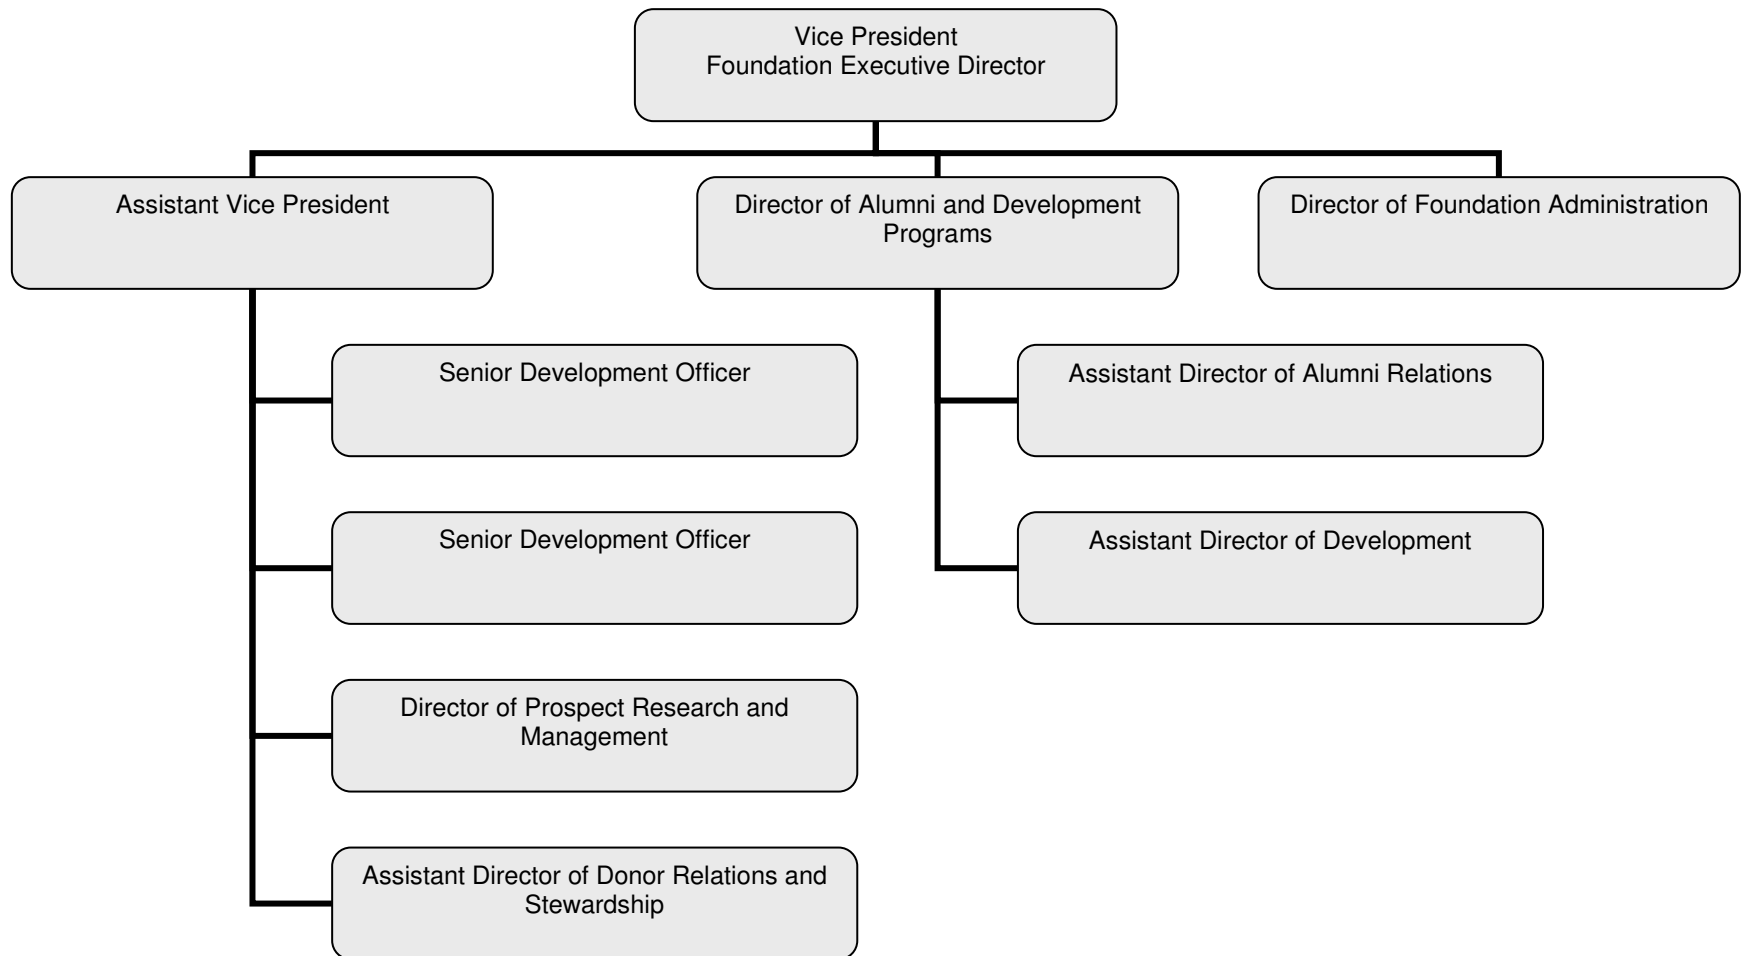 Vice President
Foundation Executive Director
Assistant Vice President
Director of Alumni and Development
Programs
Director of Foundation Administration
Senior Development Officer
Assistant Director of Alumni Relations
Senior Development Officer
Assistant Director of Development
Director of Prospect Research and
Management
Assistant Director of Donor Relations and
Stewardship